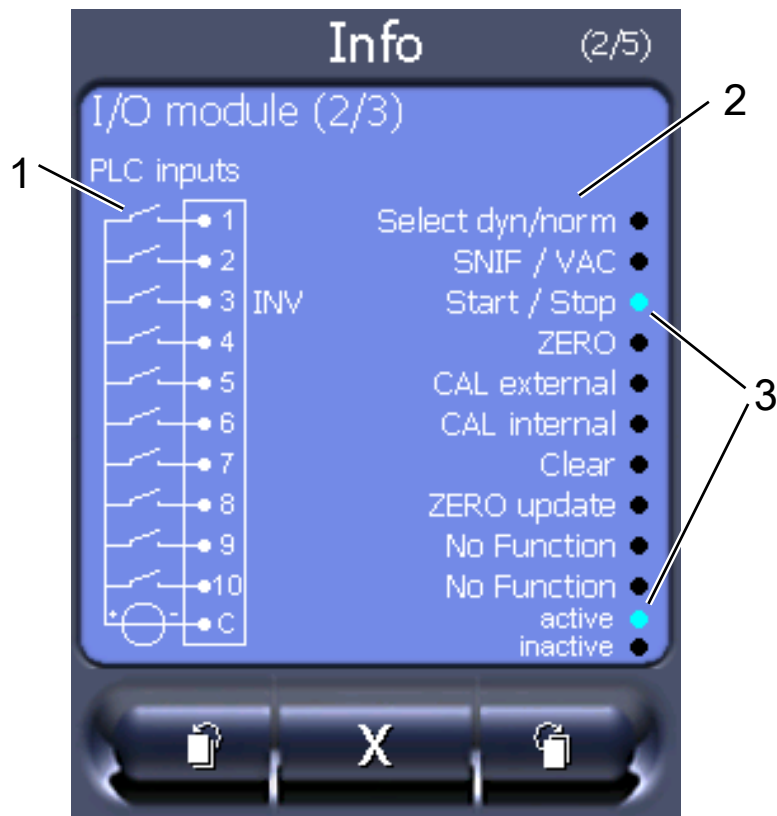 Info (2/5)
I/O module (2/3)
2
PLC inputs
1
1 Select dyn/norm
2 SNIF / VAC
3 INV Start / Stop
4 ZERO
3
5 CAL external
6 CAL internal
7 Clear
8 ZERO update
9 No Function
10 No Function
+ - C active
inactive
X